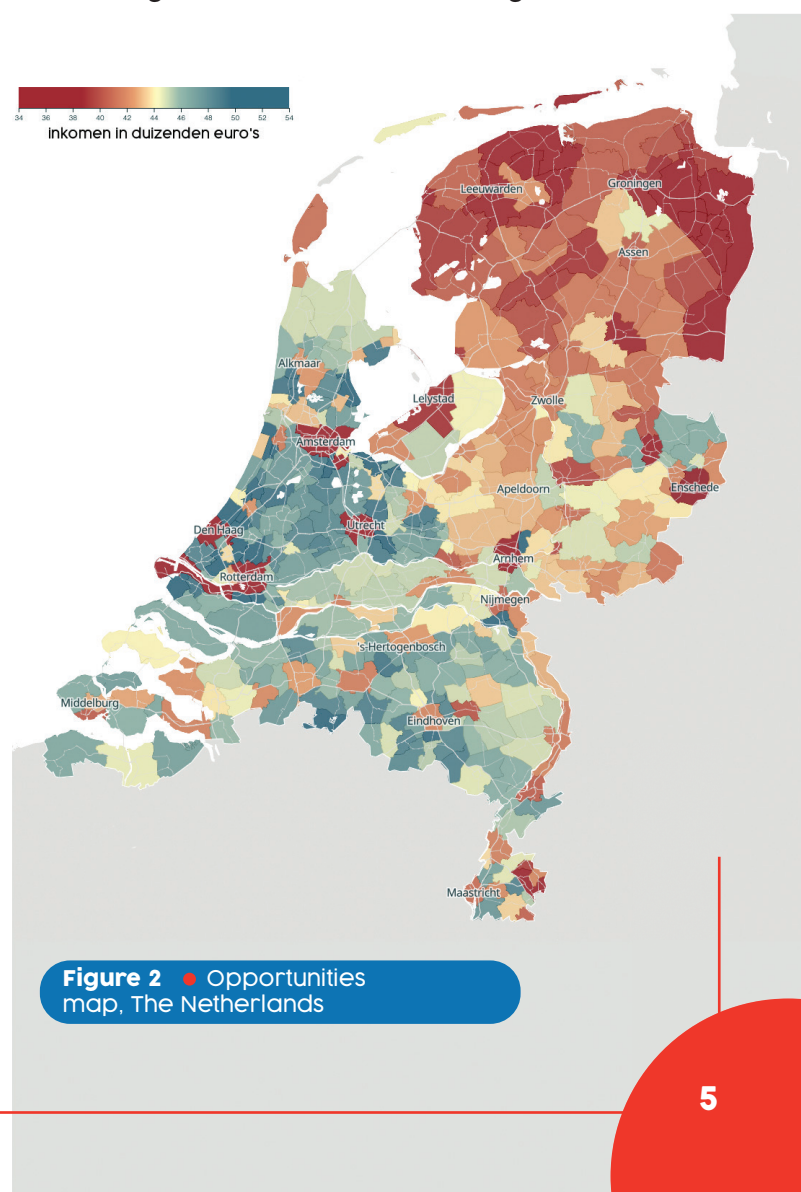 34 36 38 40 42 44 46 48 50 52 54
inkomen in duizenden euro's
Leeuwarden
Groningen
Assen
Alkmaar
Lelystad
Zwolle
Amsterdam
Apeldoorn
Enschede
Den Haag
Utrecht
Arnhem
Rotterdam
Nijmegen
's-Hertogenbosch
Middelburg
Eindhoven
Maastricht
Figure 2 • Opportunities
map, The Netherlands
5